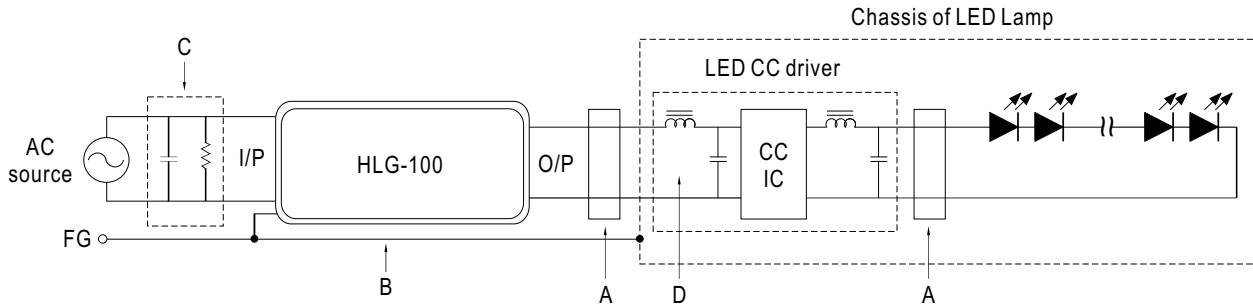 Chassis of LED Lamp
C
LED CC driver
AC
source
I/P
HLG-100
O/P
CC
IC
FG
B
A
D
A